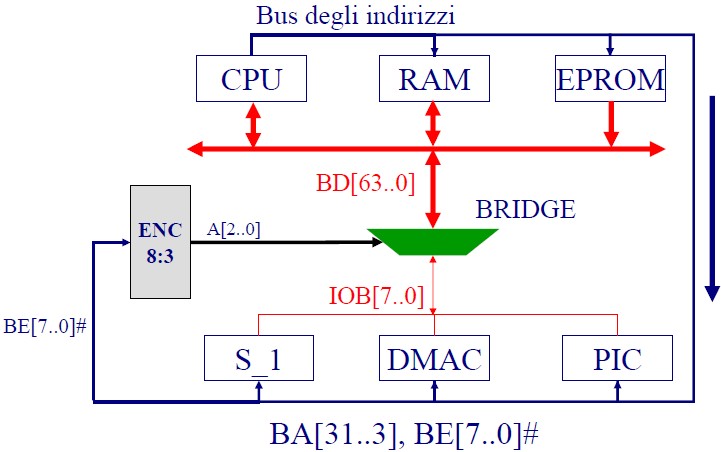 Bus degli indirizzi
CPU
RAM
EPROM
BD[63..0]
BRIDGE
ENC
8:3
A[2..0]
IOB[7..0]
BE[7..0]#
S_1
DMAC
PIC
BA[31..3], BE[7..0]#